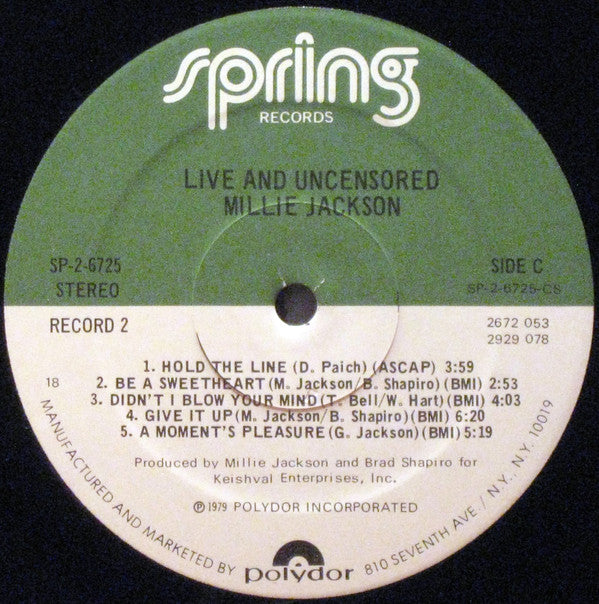 spring
RECORDS
LIVE AND UNCENSORED
MILLIE JACKSON
SP-2-6725
STEREO
SIDE C
SP-2-6725-CS
RECORD 2
2672 053
2929 078
1. HOLD THE LINE (D. Paich) (ASCAP) 3:59
2. BE A SWEETHEART (M. Jackson/B. Shapiro) (BMI) 2:53
3. DIDN'T I BLOW YOUR MIND (T. Bell/W. Hart) (BMI) 4:03
4. GIVE IT UP (M. Jackson/B. Shapiro) (BMI) 6:20
5. A MOMENT'S PLEASURE (G. Jackson) (BMI) 5:19
18
Produced by Millie Jackson and Brad Shapiro for
Keishval Enterprises, Inc.
℗ 1979 POLYDOR INCORPORATED
MANUFACTURED AND MARKETED BY polydor 810 SEVENTH AVE / N.Y., N.Y. 10019